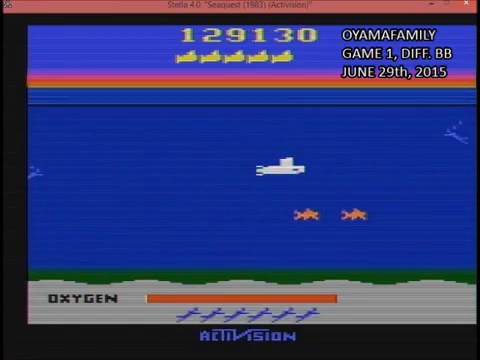 Stella 4.0: "Seaquest (1983) (Activision)"
129130
OYAMAFAMILY
GAME 1, DIFF. BB
JUNE 29th, 2015
OXYGEN
ACTIVISION